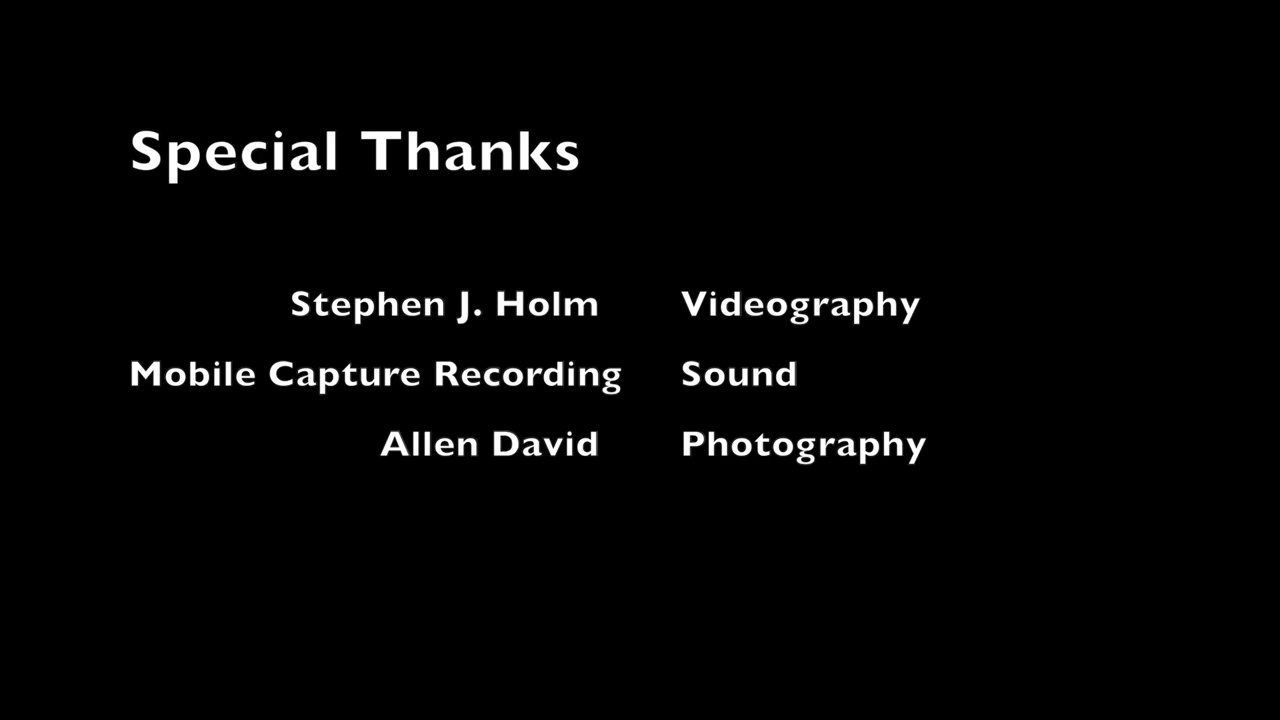 Special Thanks
Stephen J. Holm Videography
Mobile Capture Recording Sound
Allen David Photography